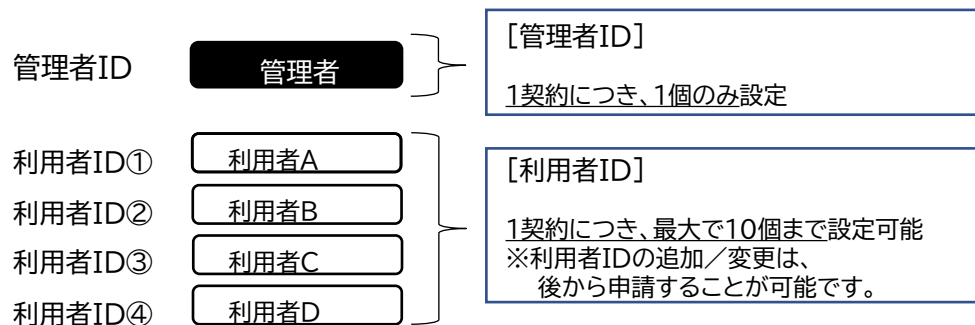 管理者ID
管理者
[管理者ID]
1契約につき、1個のみ設定
利用者ID①
利用者A
利用者ID②
利用者B
利用者ID③
利用者C
利用者ID④
利用者D
[利用者ID]
1契約につき、最大で10個まで設定可能
※利用者IDの追加／変更は、
後から申請することが可能です。